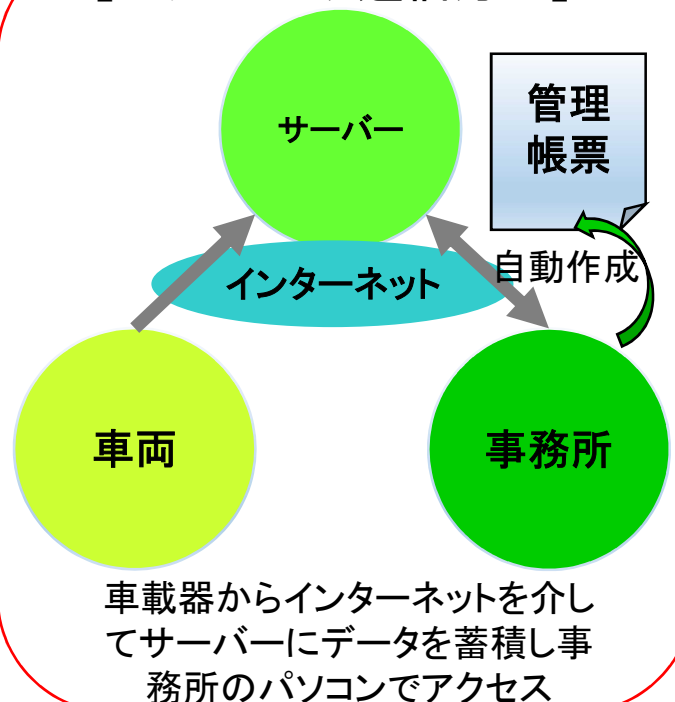 サーバー
管理
帳票
インターネット
自動作成
車両
事務所
車載器からインターネットを介し
てサーバーにデータを蓄積し事
務所のパソコンでアクセス